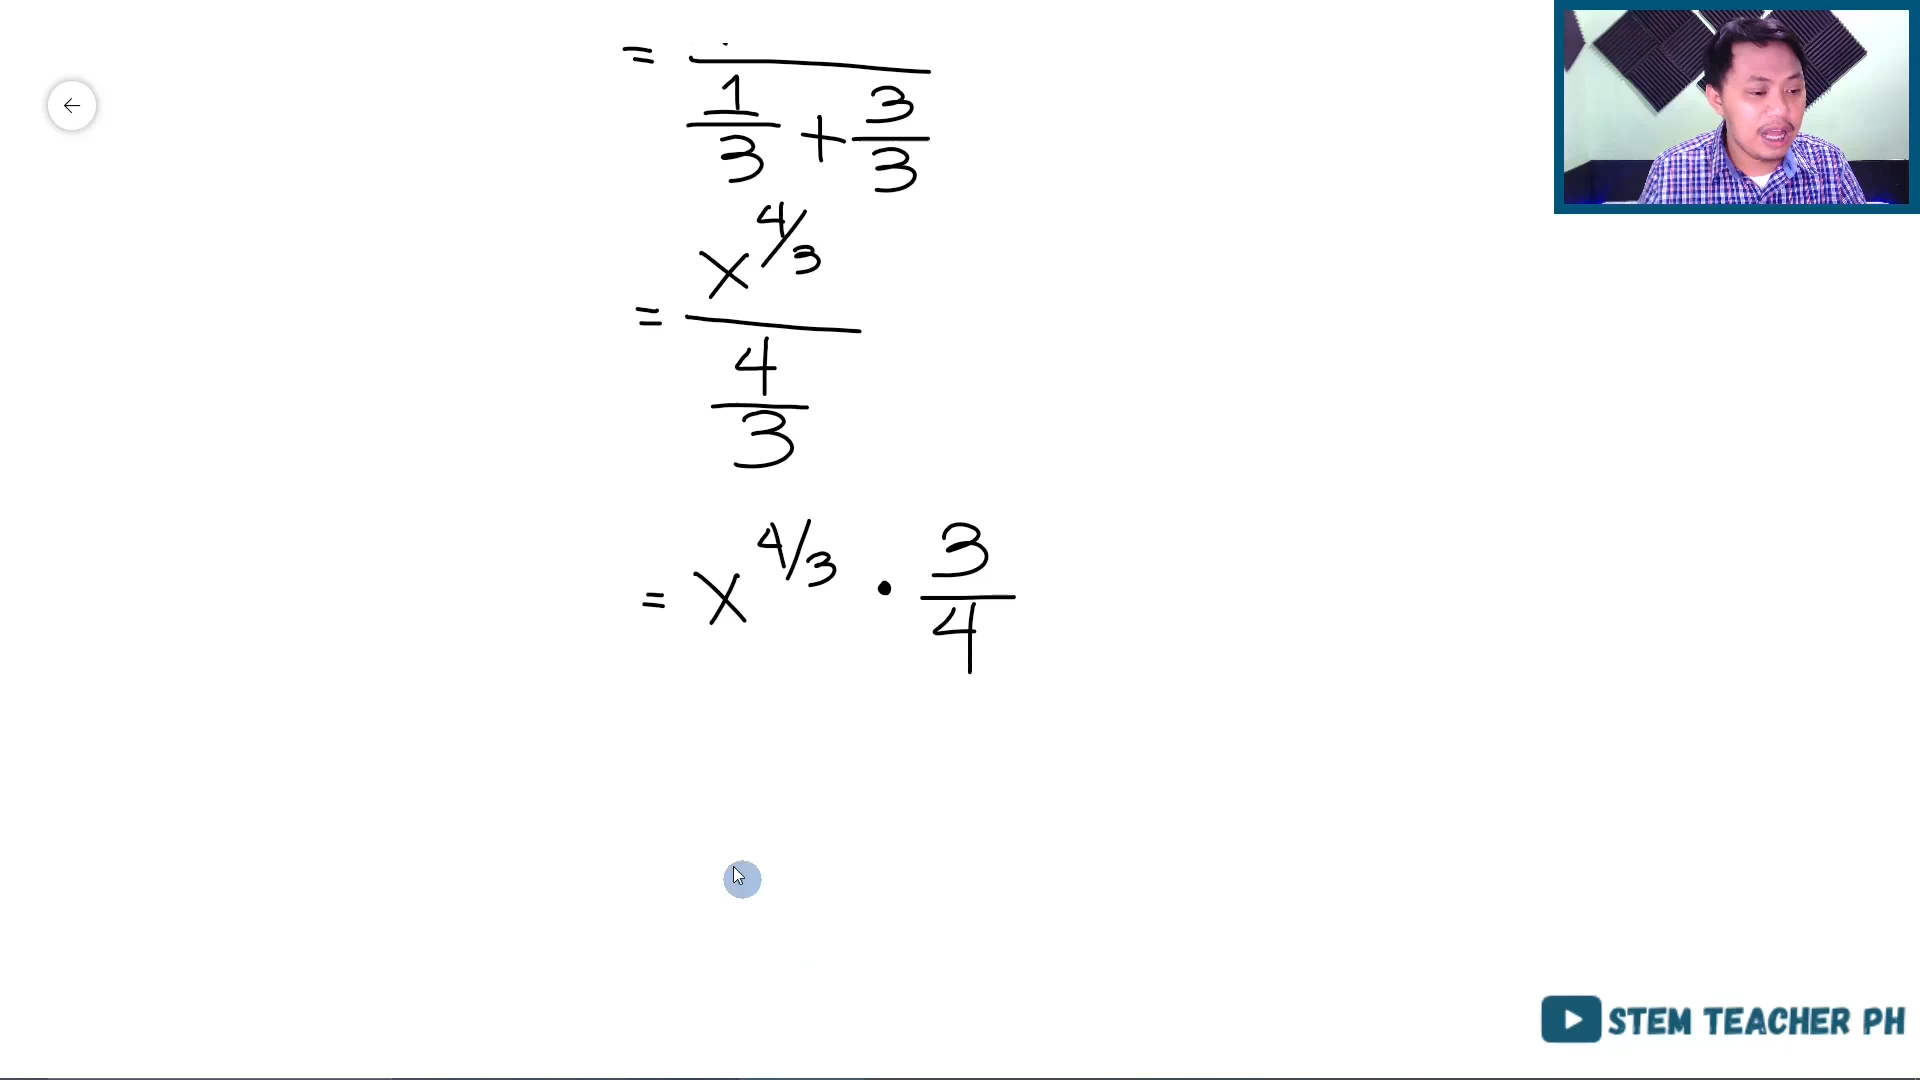 =
1/3 + 3/3
= x^(4/3) / (4/3)
= x^(4/3) · 3/4
STEM TEACHER PH